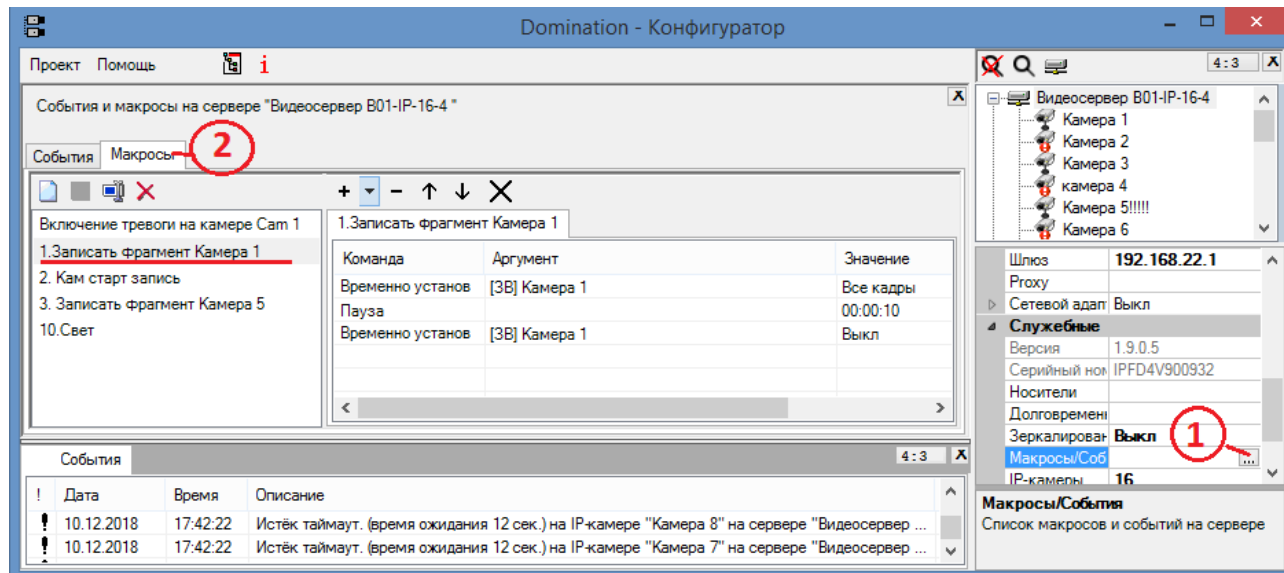 Domination - Конфигуратор
Проект Помощь i
4:3
События и макросы на сервере "Видеосервер B01-IP-16-4 "
События Макросы
2
Включение тревоги на камере Cam 1
1.Записать фрагмент Камера 1
2. Кам старт запись
3. Записать фрагмент Камера 5
10.Свет
1.Записать фрагмент Камера 1
Команда Аргумент Значение
Временно установ [ЗВ] Камера 1 Все кадры
Пауза 00:00:10
Временно установ [ЗВ] Камера 1 Выкл
События 4:3
! Дата Время Описание
10.12.2018 17:42:22 Истёк таймаут. (время ожидания 12 сек.) на IP-камере "Камера 8" на сервере "Видеосервер ...
10.12.2018 17:42:22 Истёк таймаут. (время ожидания 12 сек.) на IP-камере "Камера 7" на сервере "Видеосервер ...
Видеосервер B01-IP-16-4
Камера 1
Камера 2
Камера 3
камера 4
Камера 5!!!!!
Камера 6
Шлюз 192.168.22.1
Proxy
Сетевой адап Выкл
Служебные
Версия 1.9.0.5
Серийный ном IPFD4V900932
Носители
Долговремені
Зеркалирован Выкл
1
Макросы/Соб ...
IP-камеры 16
Макросы/События
Список макросов и событий на сервере